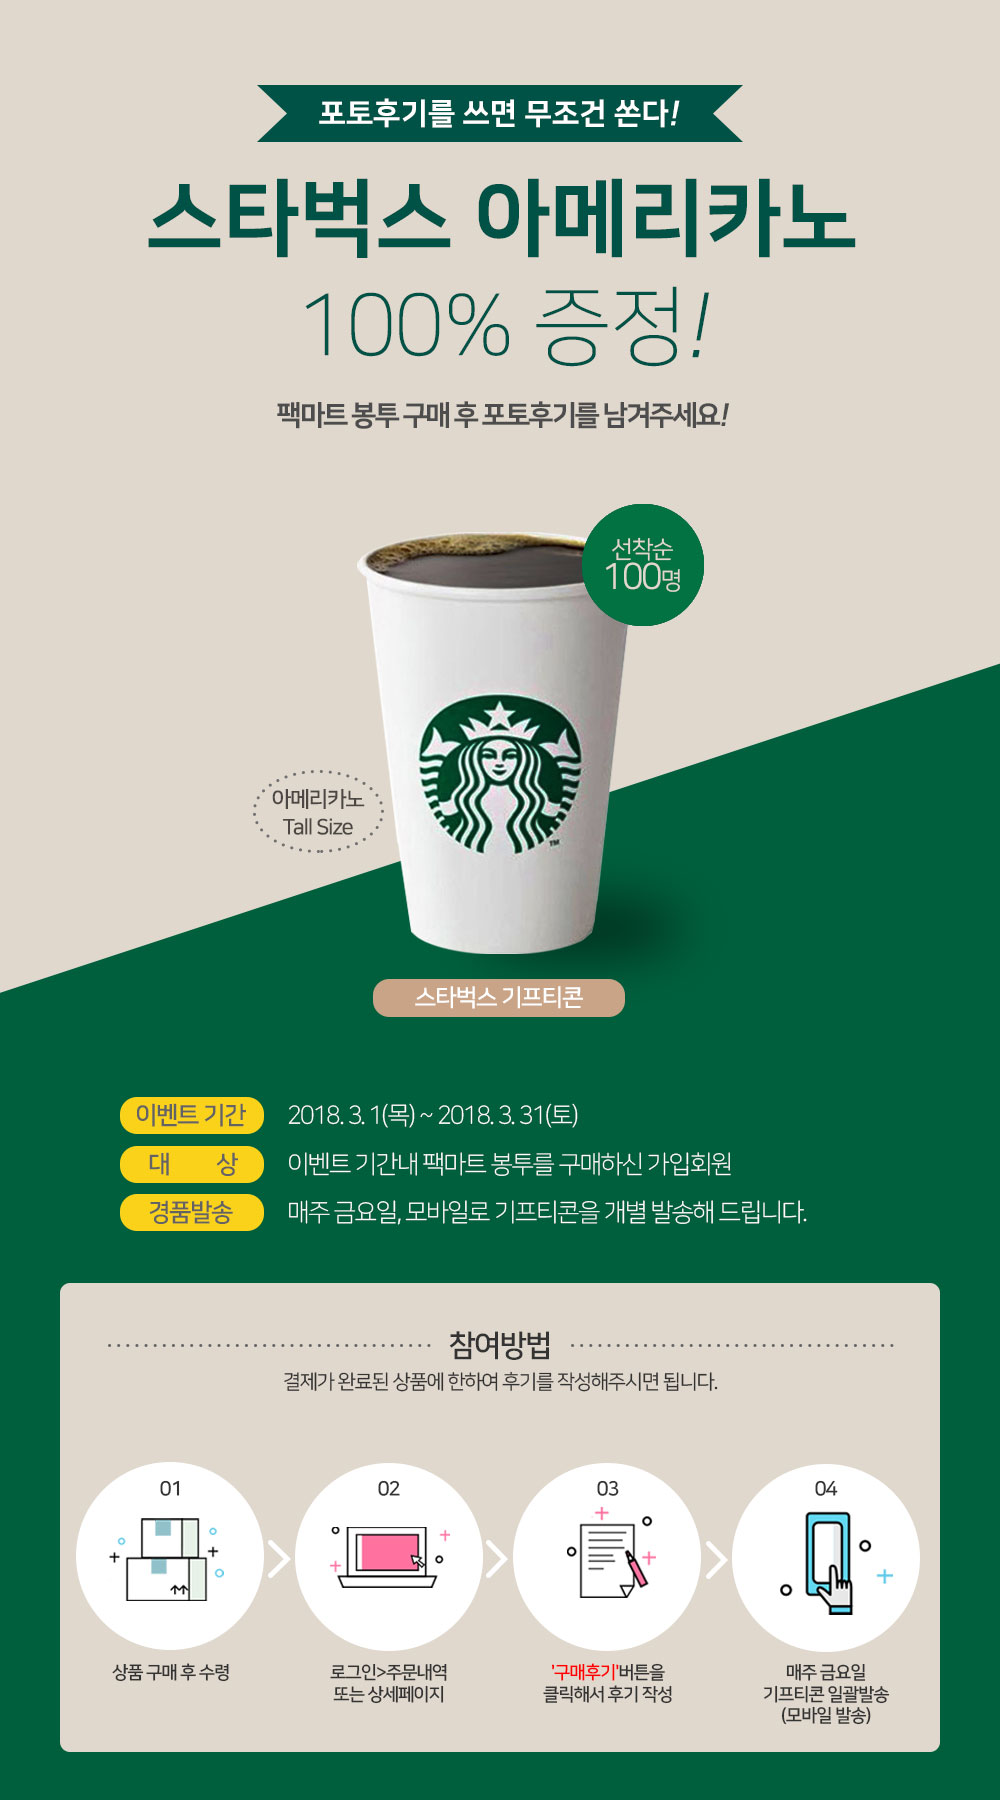 포토후기를 쓰면 무조건 쏜다!
스타벅스 아메리카노
100% 증정!
팩마트 봉투 구매 후 포토후기를 남겨주세요!
선착순
100명
TM
아메리카노
Tall Size
스타벅스 기프티콘
이벤트 기간 2018. 3. 1(목) ~ 2018. 3. 31(토)
대 상 이벤트 기간내 팩마트 봉투를 구매하신 가입회원
경품발송 매주 금요일, 모바일로 기프티콘을 개별 발송해 드립니다.
참여방법
결제가 완료된 상품에 한하여 후기를 작성해주시면 됩니다.
01
상품 구매 후 수령
02
로그인>주문내역
또는 상세페이지
03
'구매후기'버튼을
클릭해서 후기 작성
04
매주 금요일
기프티콘 일괄발송
(모바일 발송)